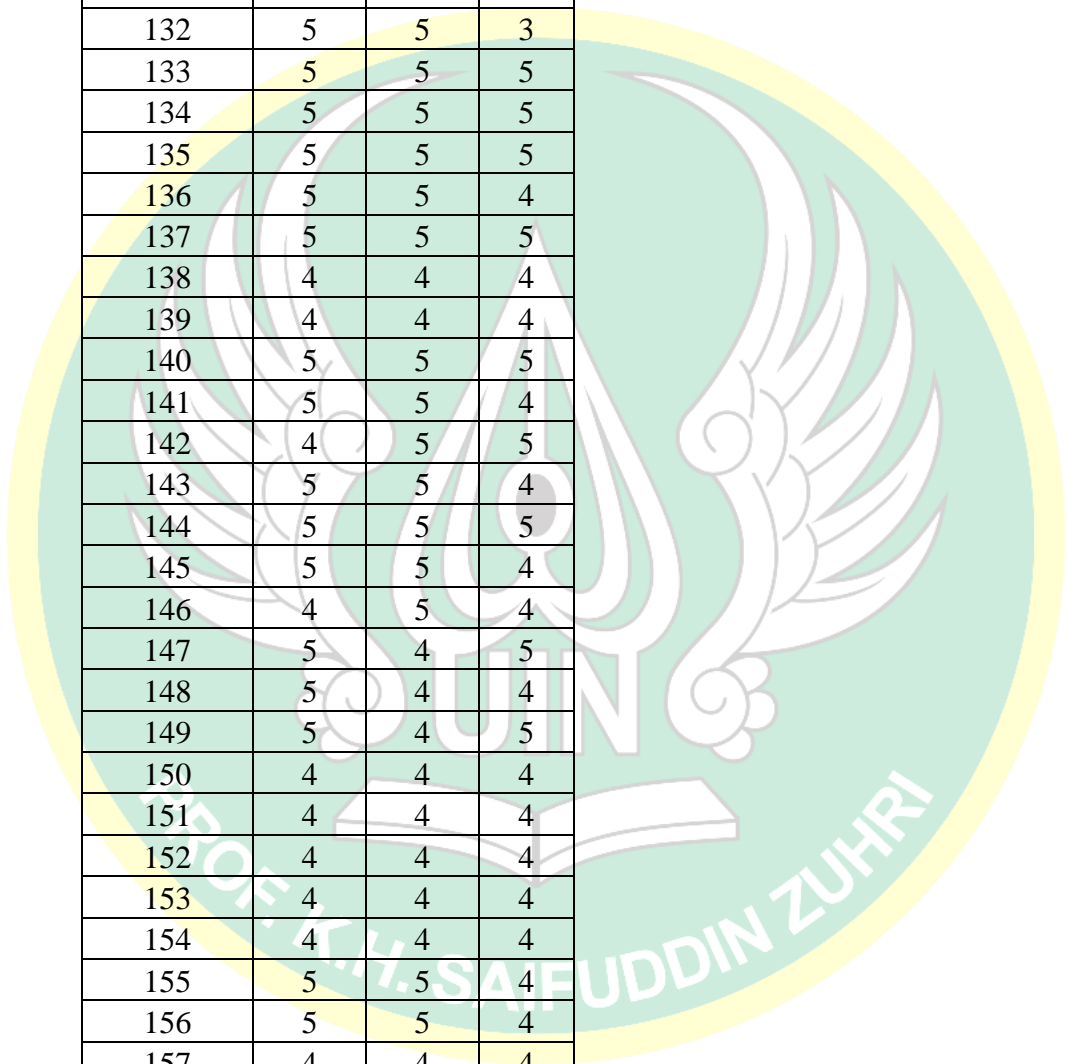 132 5 5 3
133 5 5 5
134 5 5 5
135 5 5 5
136 5 5 4
137 5 5 5
138 4 4 4
139 4 4 4
140 5 5 5
141 5 5 4
142 4 5 5
143 5 5 4
144 5 5 5
145 5 5 4
146 4 5 4
147 5 4 5
148 5 4 4
149 5 4 5
150 4 4 4
151 4 4 4
152 4 4 4
153 4 4 4
154 4 4 4
155 5 5 4
156 5 5 4
157 4 4 4
UIN
PROF. K.H. SAIFUDDIN ZUHRI